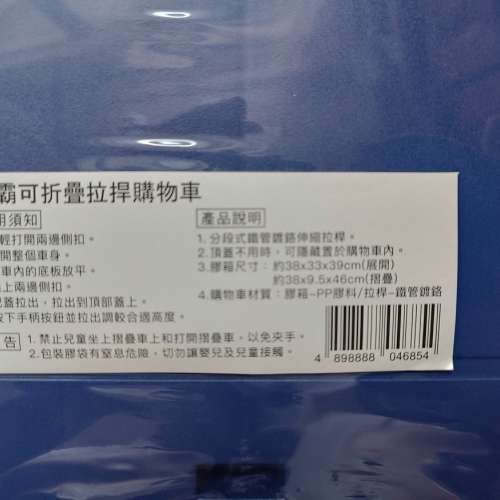 霸可折疊拉捍購物車
用須知
輕打開兩邊側扣。
開整個車身。
車內的底板放平。
上兩邊側扣。
蓋拉出，拉出到頂部蓋上。
按下手柄按鈕並拉出調較合適高度。
產品說明
1. 分段式鐵管鍍鉻伸縮拉桿。
2. 頂蓋不用時，可隱藏置於購物車內。
3. 膠箱尺寸： 約38x33x39cm(展開)
約38x9.5x46cm(摺疊)
4. 購物車材質：膠箱-PP膠料/拉桿-鐵管鍍鉻
告
1. 禁止兒童坐上摺疊車上和打開摺疊車，以免夾手。
2. 包裝膠袋有窒息危險，切勿讓嬰兒及兒童接觸。
4 898888 046854